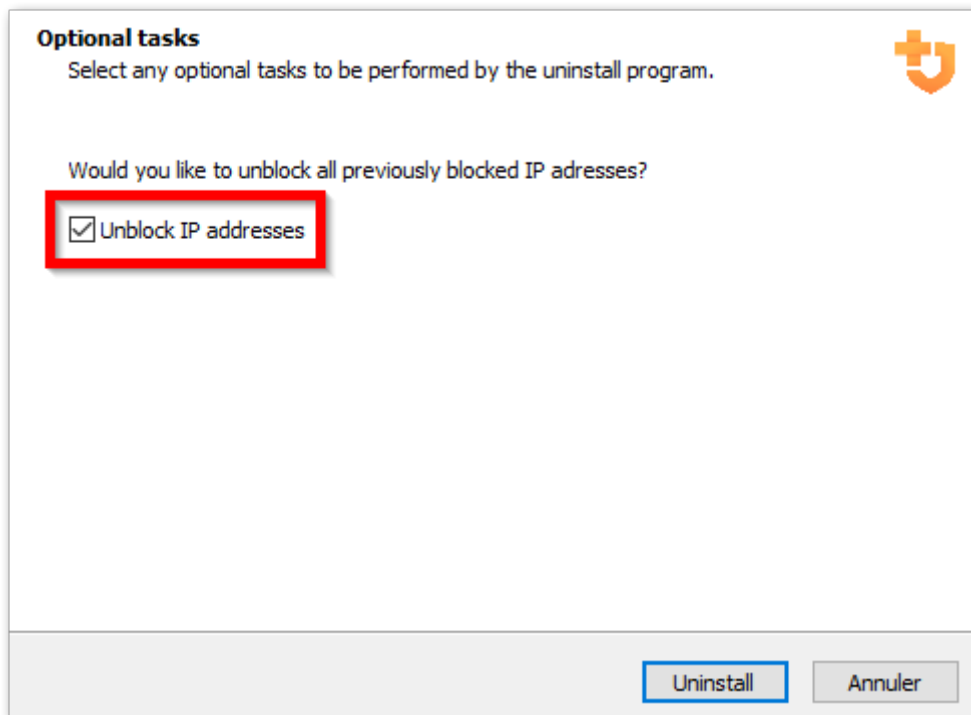 Optional tasks
Select any optional tasks to be performed by the uninstall program.
Would you like to unblock all previously blocked IP adresses?
Unblock IP addresses
Uninstall
Annuler